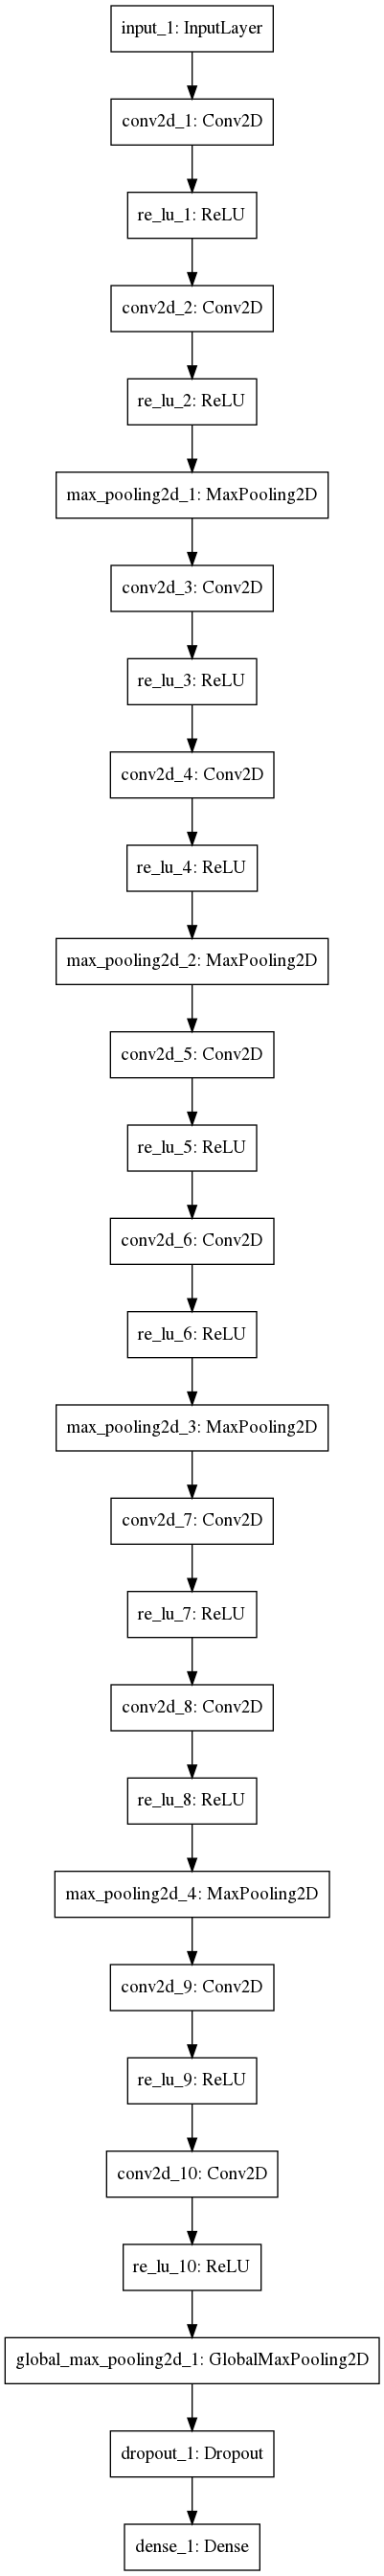 input_1: InputLayer
conv2d_1: Conv2D
re_lu_1: ReLU
conv2d_2: Conv2D
re_lu_2: ReLU
max_pooling2d_1: MaxPooling2D
conv2d_3: Conv2D
re_lu_3: ReLU
conv2d_4: Conv2D
re_lu_4: ReLU
max_pooling2d_2: MaxPooling2D
conv2d_5: Conv2D
re_lu_5: ReLU
conv2d_6: Conv2D
re_lu_6: ReLU
max_pooling2d_3: MaxPooling2D
conv2d_7: Conv2D
re_lu_7: ReLU
conv2d_8: Conv2D
re_lu_8: ReLU
max_pooling2d_4: MaxPooling2D
conv2d_9: Conv2D
re_lu_9: ReLU
conv2d_10: Conv2D
re_lu_10: ReLU
global_max_pooling2d_1: GlobalMaxPooling2D
dropout_1: Dropout
dense_1: Dense